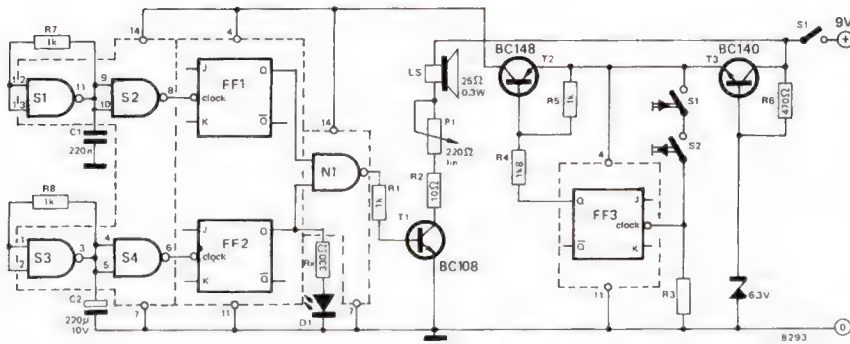 R7
1k
1 2
1 3
S1
11
9
10
S2
8
C1
220n
14
4
J
Q
FF1
clock
K
Q
R8
1k
1
2
S3
3
4
5
S4
6
C2
220µ
10V
J
Q
FF2
clock
K
Q
7
11
14
N1
7
Rx
330Ω
D1
R1
1k
T1
BC108
LS
25Ω
0.3W
P1
220Ω
lin
R2
10Ω
BC148
T2
R5
1k
R4
1k8
4
J
Q
FF3
clock
K
Q
11
S1
S2
R3
BC140
T3
R6
470Ω
6.3V
S1
9V
+
0
8293